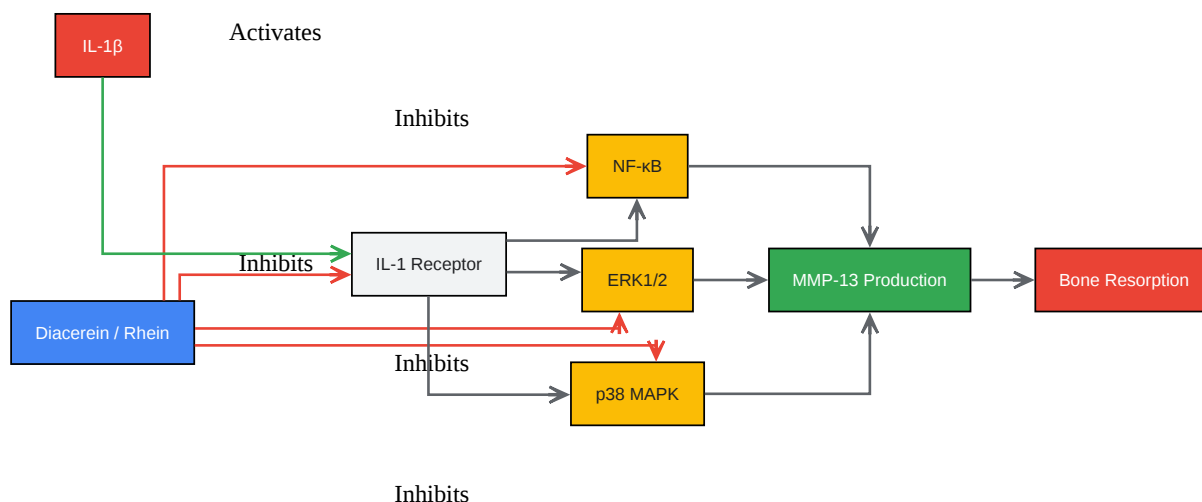 IL-1β
Activates
Inhibits
NF-κB
Inhibits
IL-1 Receptor
ERK1/2
MMP-13 Production
Bone Resorption
Diacerein / Rhein
Inhibits
p38 MAPK
Inhibits